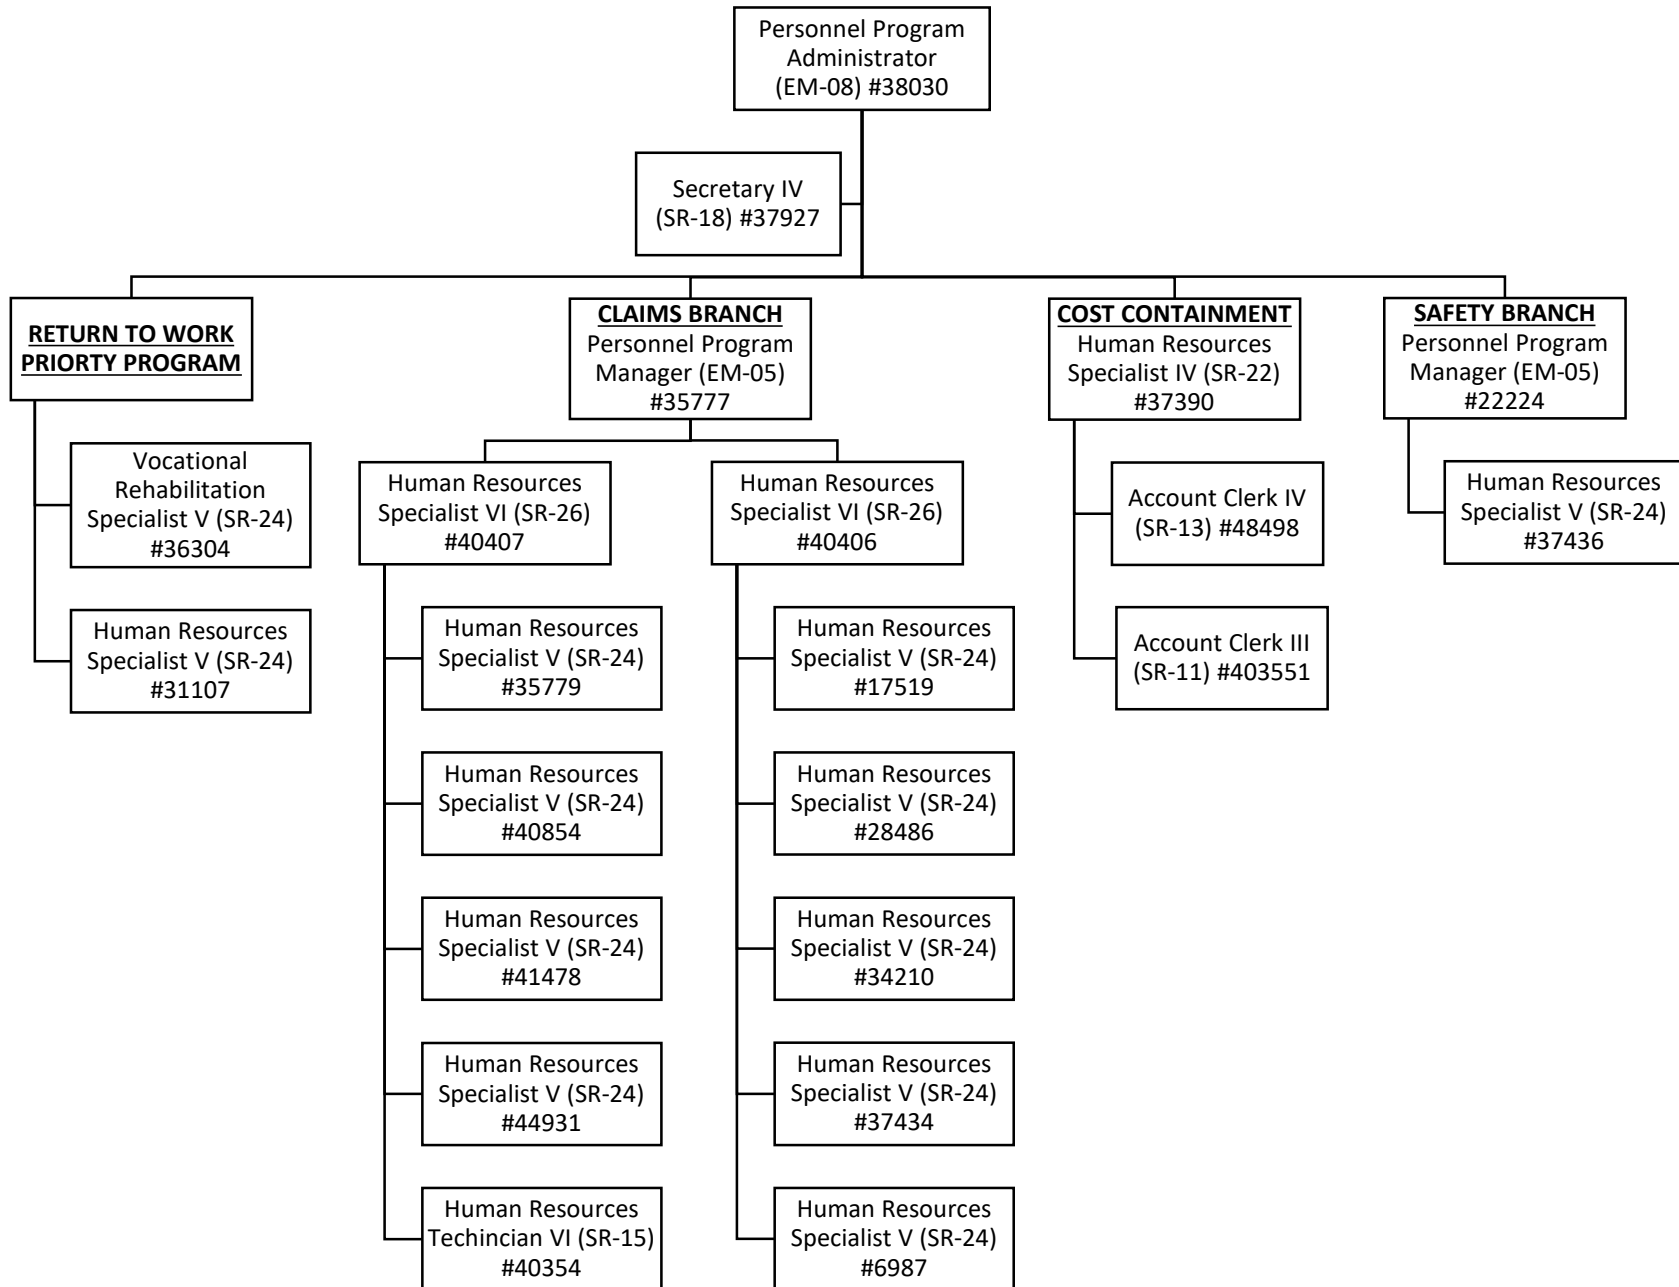 Personnel Program
Administrator
(EM-08) #38030
Secretary IV
(SR-18) #37927
RETURN TO WORK
PRIORTY PROGRAM
Vocational
Rehabilitation
Specialist V (SR-24)
#36304
Human Resources
Specialist V (SR-24)
#31107
CLAIMS BRANCH
Personnel Program
Manager (EM-05)
#35777
Human Resources
Specialist VI (SR-26)
#40407
Human Resources
Specialist V (SR-24)
#35779
Human Resources
Specialist V (SR-24)
#40854
Human Resources
Specialist V (SR-24)
#41478
Human Resources
Specialist V (SR-24)
#44931
Human Resources
Techincian VI (SR-15)
#40354
Human Resources
Specialist VI (SR-26)
#40406
Human Resources
Specialist V (SR-24)
#17519
Human Resources
Specialist V (SR-24)
#28486
Human Resources
Specialist V (SR-24)
#34210
Human Resources
Specialist V (SR-24)
#37434
Human Resources
Specialist V (SR-24)
#6987
COST CONTAINMENT
Human Resources
Specialist IV (SR-22)
#37390
Account Clerk IV
(SR-13) #48498
Account Clerk III
(SR-11) #403551
SAFETY BRANCH
Personnel Program
Manager (EM-05)
#22224
Human Resources
Specialist V (SR-24)
#37436